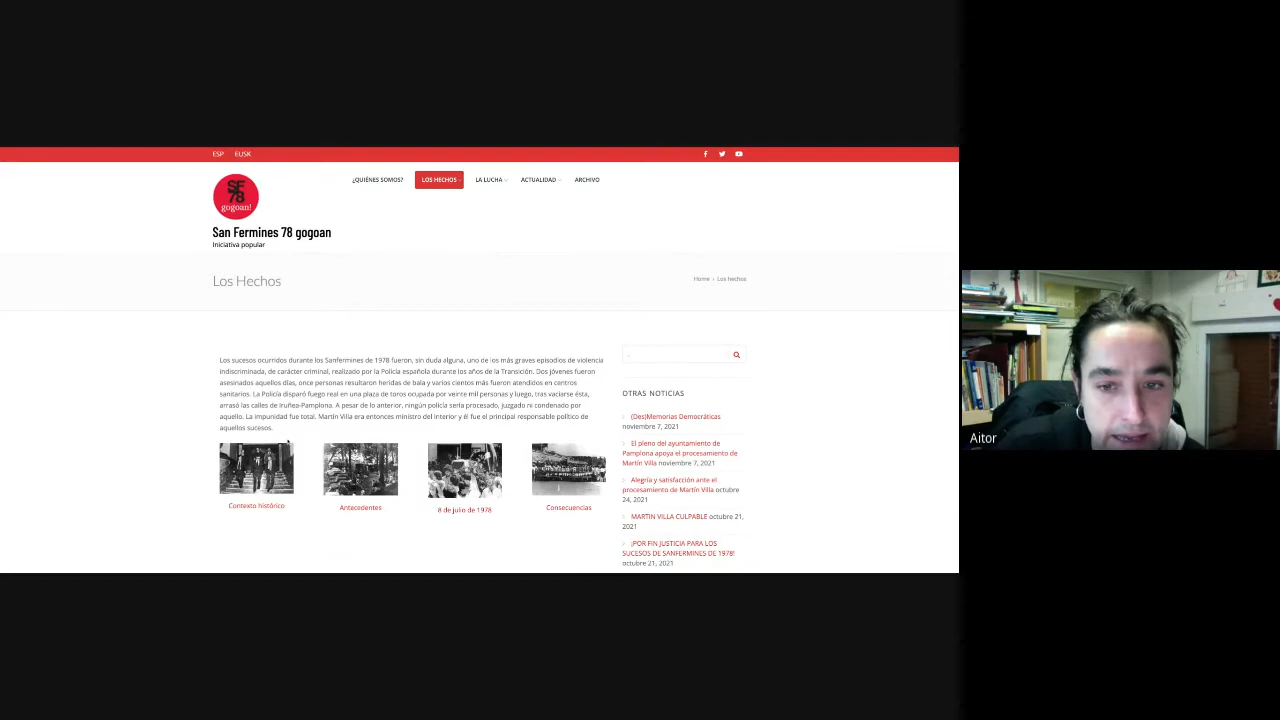 ESP EUSK
SF
78
gogoan!
¿QUIÉNES SOMOS? LOS HECHOS LA LUCHA ACTUALIDAD ARCHIVO
San Fermines 78 gogoan
Iniciativa popular
Los Hechos
Home › Los hechos
Los sucesos ocurridos durante los Sanfermines de 1978 fueron, sin duda alguna, uno de los más graves episodios de violencia
indiscriminada, de carácter criminal, realizado por la Policía española durante los años de la Transición. Dos jóvenes fueron
asesinados aquellos días, once personas resultaron heridas de bala y varios cientos más fueron atendidos en centros
sanitarios. La Policía disparó fuego real en una plaza de toros ocupada por veinte mil personas y luego, tras vaciarse ésta,
arrasó las calles de Iruñea-Pamplona. A pesar de lo anterior, ningún policía sería procesado, juzgado ni condenado por
aquello. La impunidad fue total. Martín Villa era entonces ministro del Interior y él fue el principal responsable político de
aquellos sucesos.
Contexto histórico
Antecedentes
8 de julio de 1978
Consecuencias
OTRAS NOTICIAS
(Des)Memorias Democráticas
noviembre 7, 2021
El pleno del ayuntamiento de
Pamplona apoya el procesamiento de
Martín Villa noviembre 7, 2021
Alegría y satisfacción ante el
procesamiento de Martín Villa octubre
24, 2021
MARTIN VILLA CULPABLE octubre 21,
2021
¡POR FIN JUSTICIA PARA LOS
SUCESOS DE SANFERMINES DE 1978!
octubre 21, 2021
Aitor